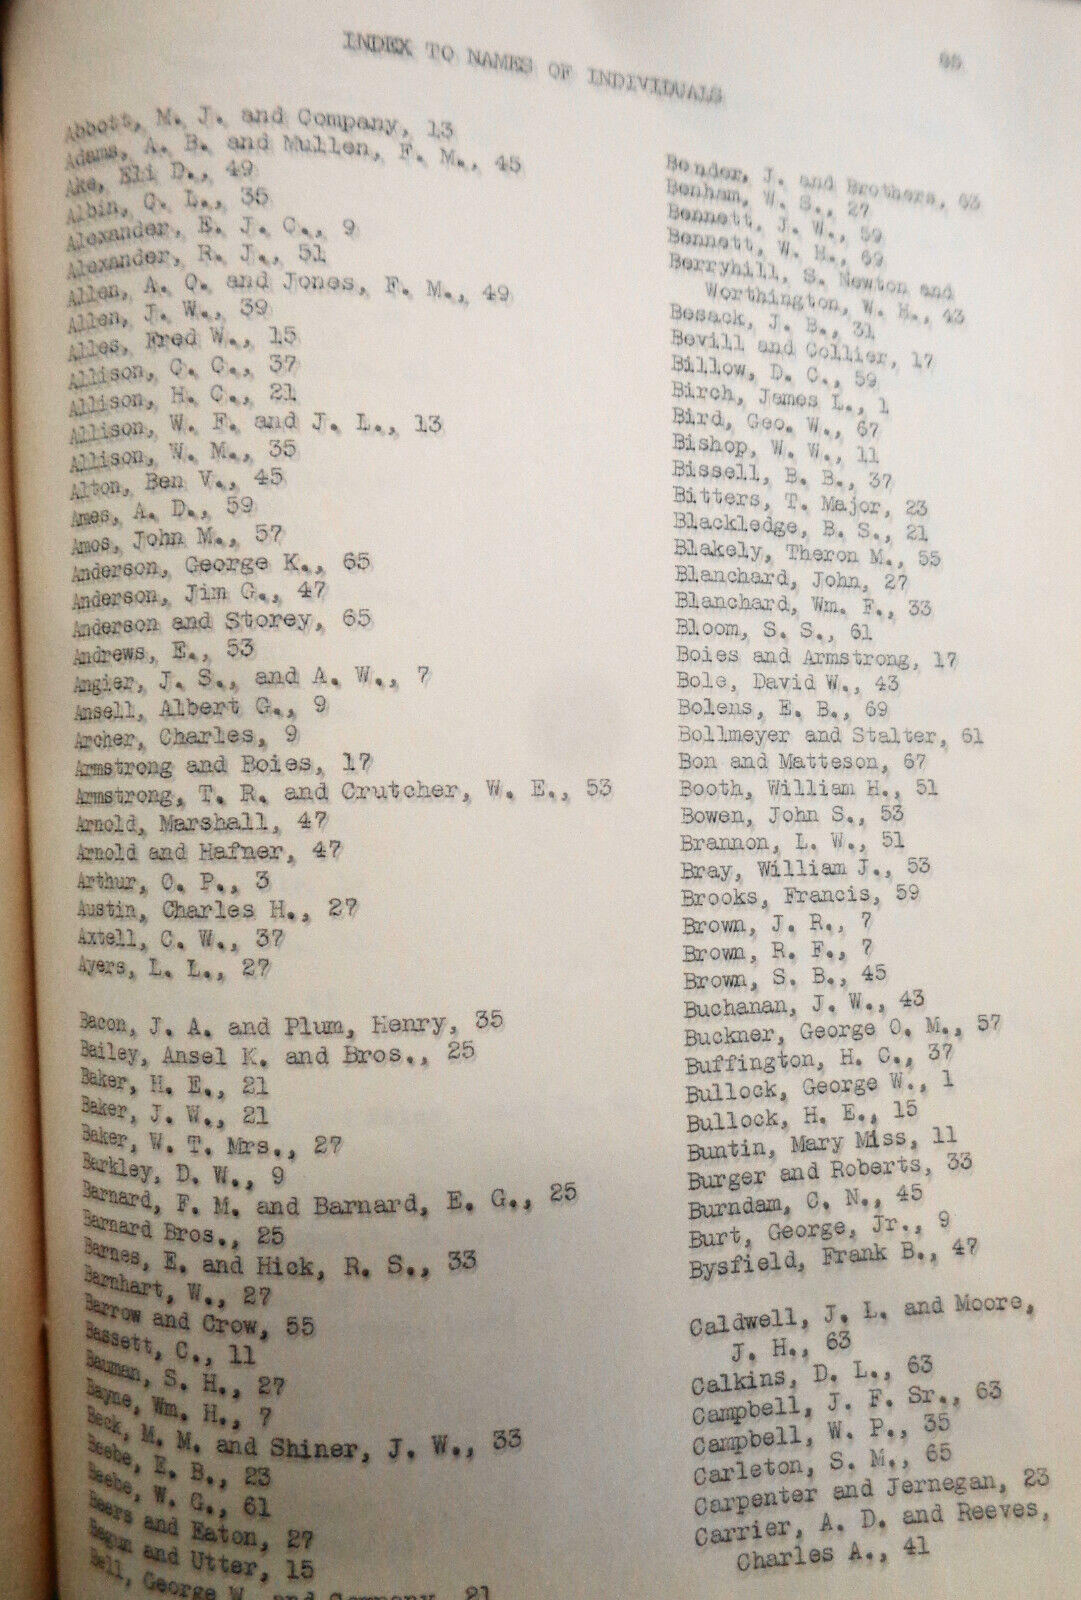 INDEX TO NAMES OF INDIVIDUALS
Abbott, M. J. and Company, 13
Adams, A. B. and Mullen, F. M., 45
Ake, Eli D., 49
Albin, O. L., 35
Alexander, E. J. C., 9
Alexander, R. J., 51
Allen, A. O. and Jones, F. M., 49
Allen, J. W., 39
Alles, Fred W., 15
Allison, C. C., 37
Allison, H. C., 21
Allison, W. F. and J. L., 13
Allison, W. M., 35
Alton, Ben V., 45
Ames, A. D., 59
Amos, John M., 57
Anderson, George K., 65
Anderson, Jim G., 47
Anderson and Storey, 65
Andrews, E., 53
Angier, J. S., and A. W., 7
Ansell, Albert G., 9
Archer, Charles, 9
Armstrong and Boies, 17
Armstrong, T. R. and Crutcher, W. E., 53
Arnold, Marshall, 47
Arnold and Hafner, 47
Arthur, O. P., 3
Austin, Charles H., 27
Axtell, C. W., 37
Ayers, L. L., 27
Bacon, J. A. and Plum, Henry, 35
Bailey, Ansel K. and Bros., 25
Baker, H. E., 21
Baker, J. W., 21
Baker, W. T. Mrs., 27
Barkley, D. W., 9
Barnard, F. M. and Barnard, E. G., 25
Barnard Bros., 25
Barnes, E. and Hick, R. S., 33
Barnhart, W., 27
Barrow and Crow, 55
Bassett, C., 11
Bauman, S. H., 27
Bayne, Wm. H., 7
Beck, M. M. and Shiner, J. W., 33
Beebe, E. B., 23
Beebe, W. G., 61
Beers and Eaton, 27
Begun and Utter, 15
Bell, George W. and Company, 21
Bender, J. and Brothers, 63
Benham, W. S., 27
Bennett, J. W., 59
Bennett, W. H., 69
Berryhill, S. Newton and
Worthington, W. H., 43
Besack, J. B., 31
Bevill and Collier, 17
Billow, D. C., 59
Birch, James L., 1
Bird, Geo. W., 67
Bishop, W. W., 11
Bissell, B. B., 37
Bitters, T. Major, 23
Blackledge, B. S., 21
Blakely, Theron M., 55
Blanchard, John, 27
Blanchard, Wm. F., 33
Bloom, S. S., 61
Boies and Armstrong, 17
Bole, David W., 43
Bolens, E. B., 69
Bollmeyer and Stalter, 61
Bon and Matteson, 67
Booth, William H., 51
Bowen, John S., 53
Brannon, L. W., 51
Bray, William J., 53
Brooks, Francis, 59
Brown, J. R., 7
Brown, R. F., 7
Brown, S. B., 45
Buchanan, J. W., 43
Buckner, George O. M., 57
Buffington, H. C., 37
Bullock, George W., 1
Bullock, H. E., 15
Buntin, Mary Miss, 11
Burger and Roberts, 33
Burndam, C. N., 45
Burt, George, Jr., 9
Bysfield, Frank B., 47
Caldwell, J. L. and Moore,
J. H., 63
Calkins, D. L., 63
Campbell, J. F. Sr., 63
Campbell, W. P., 35
Carleton, S. M., 65
Carpenter and Jernegan, 23
Carrier, A. D. and Reeves,
Charles A., 41